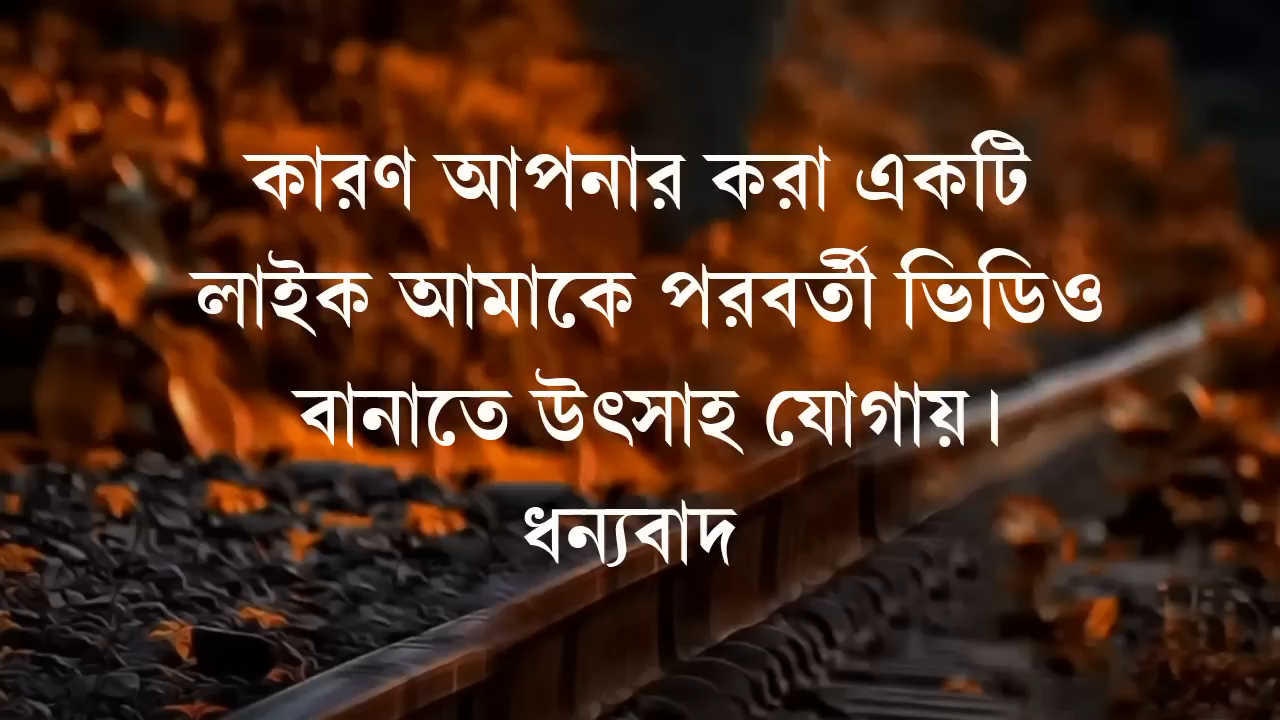 কারণ আপনার করা একটি
লাইক আমাকে পরবর্তী ভিডিও
বানাতে উৎসাহ যোগায়।
ধন্যবাদ